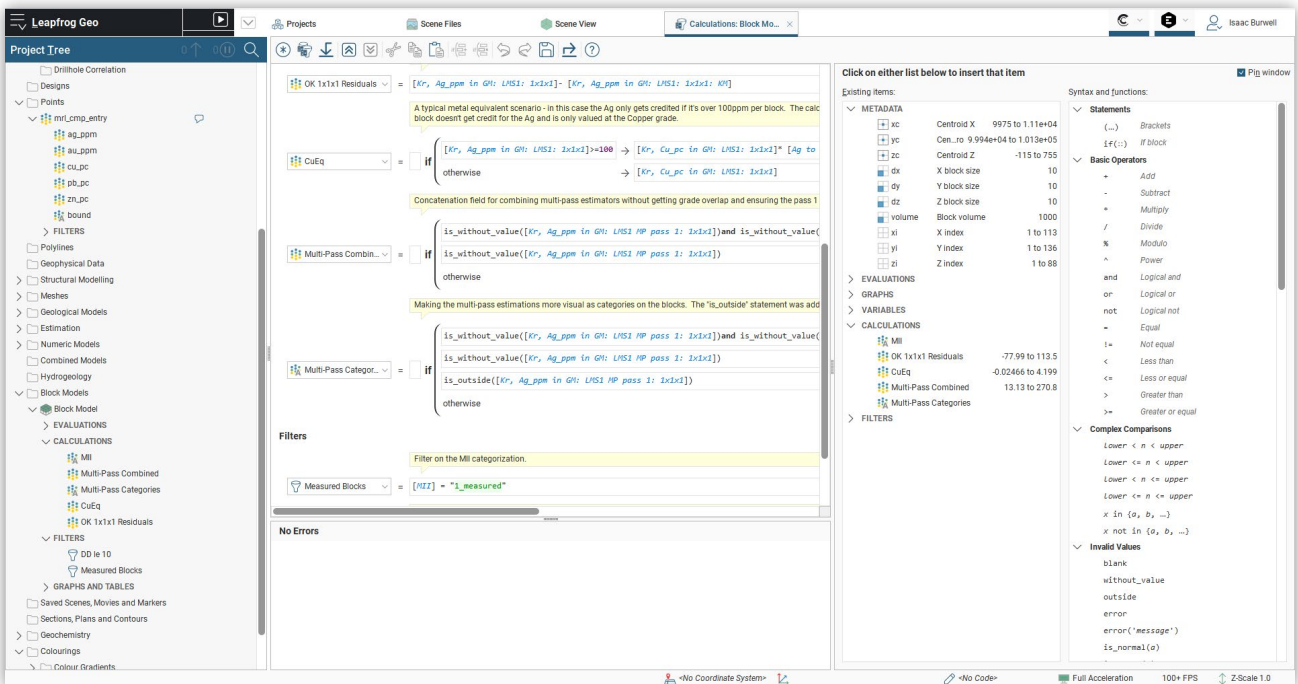 Leapfrog Geo
Projects
Scene Files
Scene View
Calculations: Block Mo...
Isaac Burwell
Project Tree
0
0
Drillhole Correlation
Designs
Points
mrl_cmp_entry
ag_ppm
au_ppm
cu_pc
pb_pc
zn_pc
bound
FILTERS
Polylines
Geophysical Data
Structural Modelling
Meshes
Geological Models
Estimation
Numeric Models
Combined Models
Hydrogeology
Block Models
Block Model
EVALUATIONS
CALCULATIONS
MII
Multi-Pass Combined
Multi-Pass Categories
CuEq
OK 1x1x1 Residuals
FILTERS
DD le 10
Measured Blocks
GRAPHS AND TABLES
Saved Scenes, Movies and Markers
Sections, Plans and Contours
Geochemistry
Colourings
Colour Gradients
OK 1x1x1 Residuals = [Kr, Ag_ppm in GM: LMS1: 1x1x1]- [Kr, Ag_ppm in GM: LMS1: 1x1x1: KM]
A typical metal equivalent scenario - in this case the Ag only gets credited if it's over 100ppm per block. The calc
block doesn't get credit for the Ag and is only valued at the Copper grade.
CuEq = if
[Kr, Ag_ppm in GM: LMS1: 1x1x1]>=100 → [Kr, Cu_pc in GM: LMS1: 1x1x1]* [Ag to
otherwise → [Kr, Cu_pc in GM: LMS1: 1x1x1]
Concatenation field for combining multi-pass estimators without getting grade overlap and ensuring the pass 1
Multi-Pass Combin... = if
is_without_value([Kr, Ag_ppm in GM: LMS1 MP pass 1: 1x1x1])and is_without_value(
is_without_value([Kr, Ag_ppm in GM: LMS1 MP pass 1: 1x1x1])
otherwise
Making the multi-pass estimations more visual as categories on the blocks. The "is_outside" statement was add
Multi-Pass Categor... = if
is_without_value([Kr, Ag_ppm in GM: LMS1 MP pass 1: 1x1x1])and is_without_value(
is_without_value([Kr, Ag_ppm in GM: LMS1 MP pass 1: 1x1x1])
is_outside([Kr, Ag_ppm in GM: LMS1 MP pass 1: 1x1x1])
otherwise
Filters
Filter on the MII categorization.
Measured Blocks = [MII] = "1_measured"
No Errors
Click on either list below to insert that item
Pin window
Existing items:
METADATA
xc Centroid X 9975 to 1.11e+04
yc Cen...ro 9.994e+04 to 1.013e+05
zc Centroid Z -115 to 755
dx X block size 10
dy Y block size 10
dz Z block size 10
volume Block volume 1000
xi X index 1 to 113
yi Y index 1 to 136
zi Z index 1 to 88
EVALUATIONS
GRAPHS
VARIABLES
CALCULATIONS
MII
OK 1x1x1 Residuals -77.99 to 113.5
CuEq -0.02466 to 4.199
Multi-Pass Combined 13.13 to 270.8
Multi-Pass Categories
FILTERS
Syntax and functions:
Statements
(...) Brackets
if(::) If block
Basic Operators
+ Add
- Subtract
* Multiply
/ Divide
% Modulo
^ Power
and Logical and
or Logical or
not Logical not
= Equal
!= Not equal
< Less than
<= Less or equal
> Greater than
>= Greater or equal
Complex Comparisons
Lower < n < upper
Lower <= n < upper
Lower < n <= upper
Lower <= n <= upper
x in {a, b, …}
x not in {a, b, …}
Invalid Values
blank
without_value
outside
error
error('message')
is_normal(a)
<No Coordinate System>
<No Code>
Full Acceleration
100+ FPS
Z-Scale 1.0